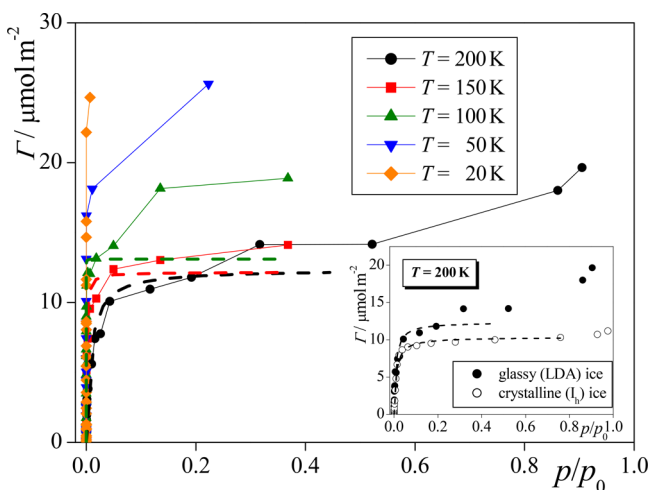 30
20
10
0
Γ / μmol m⁻²
0.0 0.2 0.4 0.6 0.8 1.0
p/p₀
T = 200 K
T = 150 K
T = 100 K
T = 50 K
T = 20 K
20
15
10
5
0
Γ / μmol m⁻²
T = 200 K
glassy (LDA) ice
crystalline (Iₕ) ice
0.0 0.2 0.4 0.6 0.8 p/p₀ 1.0